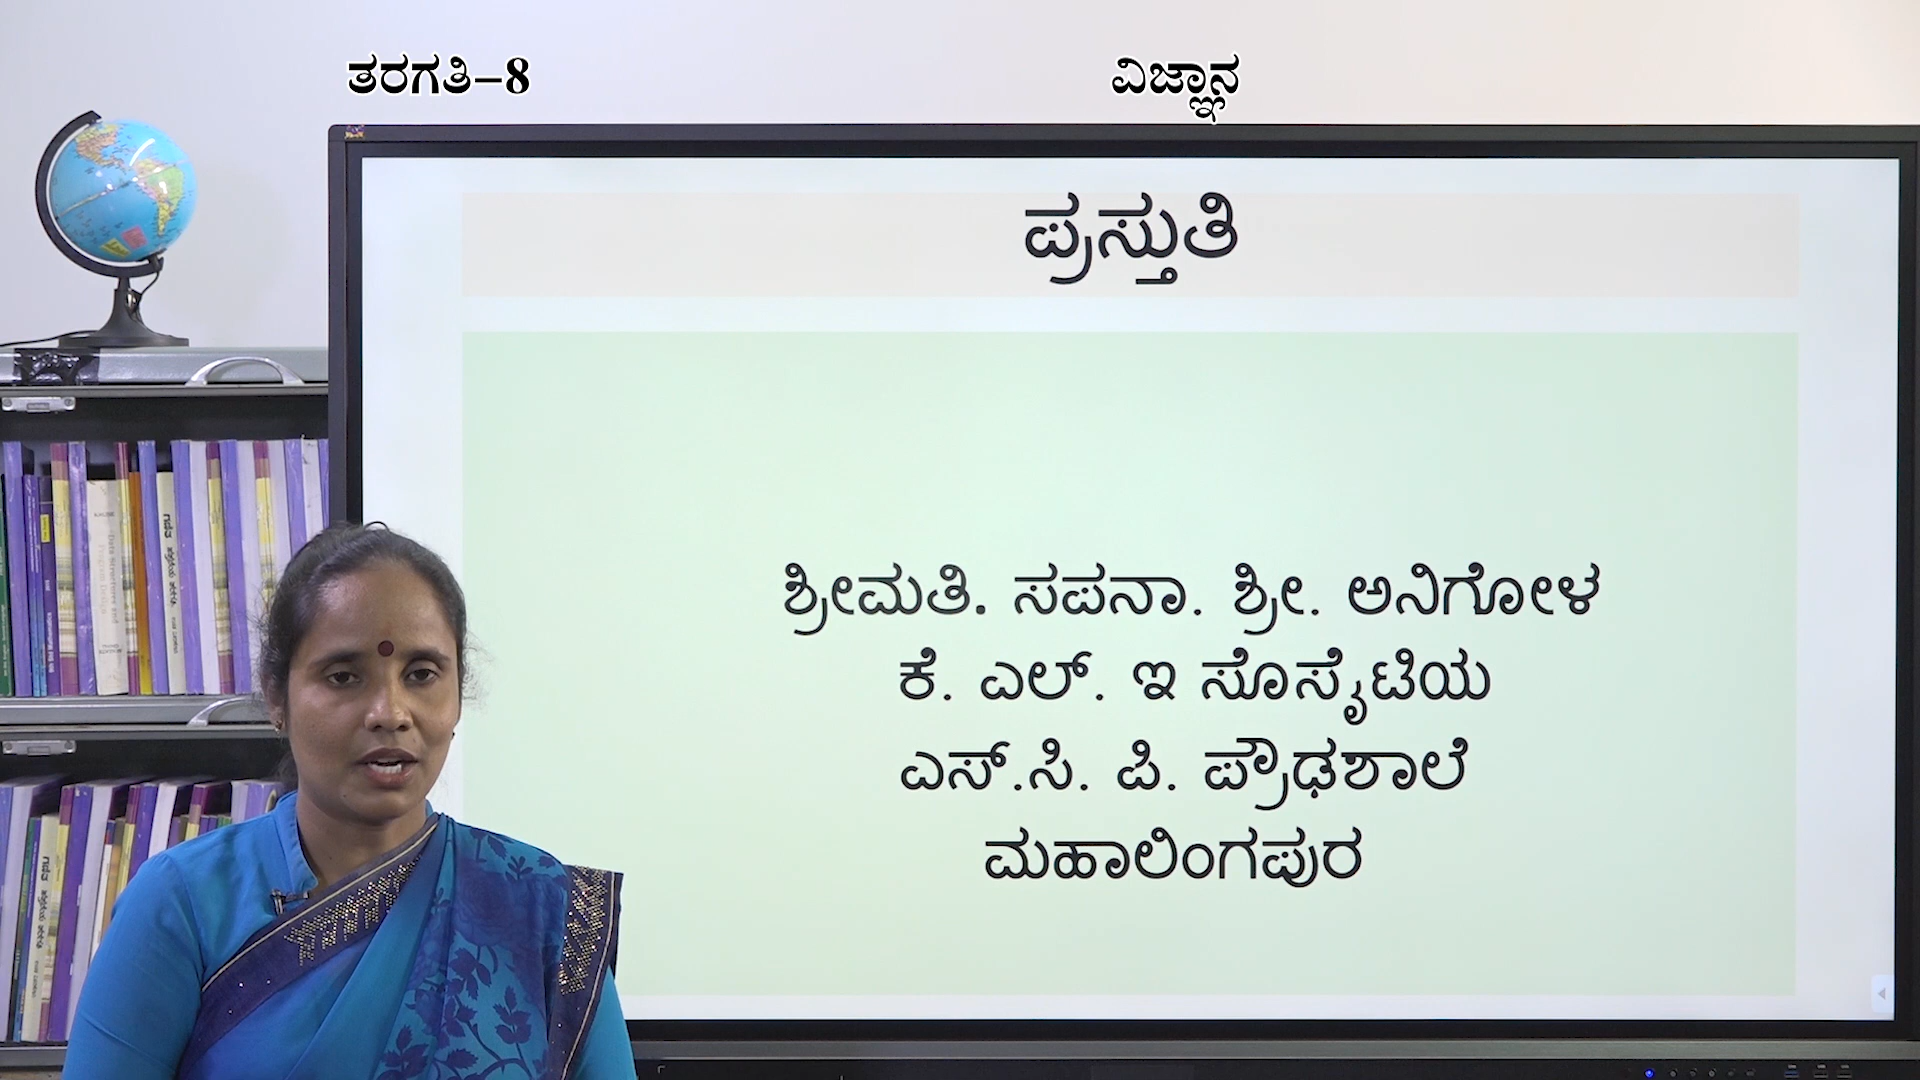 ತರಗತಿ–8
ವಿಜ್ಞಾನ
ಪ್ರಸ್ತುತಿ
ಶ್ರೀಮತಿ. ಸಪನಾ. ಶ್ರೀ. ಅನಿಗೋಳ
ಕೆ. ಎಲ್. ಇ ಸೊಸೈಟಿಯ
ಎಸ್.ಸಿ. ಪಿ. ಪ್ರೌಢಶಾಲೆ
ಮಹಾಲಿಂಗಪುರ